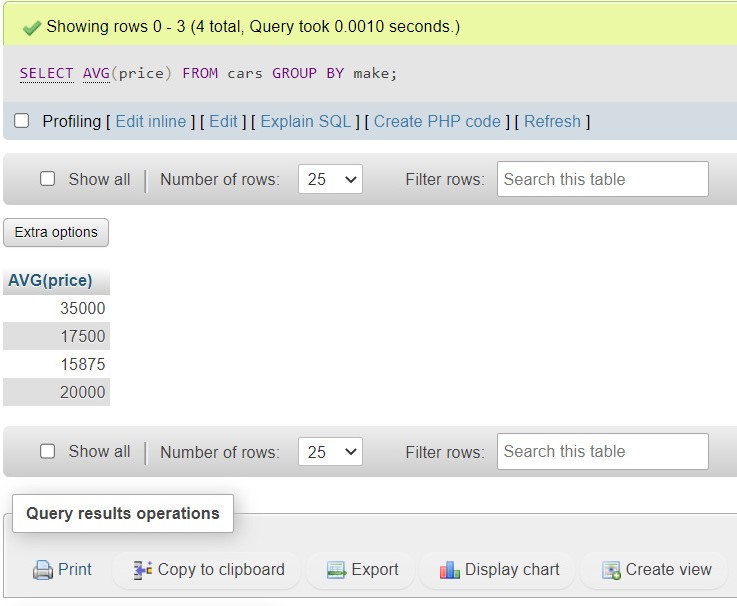 Showing rows 0 - 3 (4 total, Query took 0.0010 seconds.)
SELECT AVG(price) FROM cars GROUP BY make;
Profiling [ Edit inline ] [ Edit ] [ Explain SQL ] [ Create PHP code ] [ Refresh ]
Show all | Number of rows: 25 Filter rows: Search this table
Extra options
AVG(price)
35000
17500
15875
20000
Show all | Number of rows: 25 Filter rows: Search this table
Query results operations
Print Copy to clipboard Export Display chart Create view